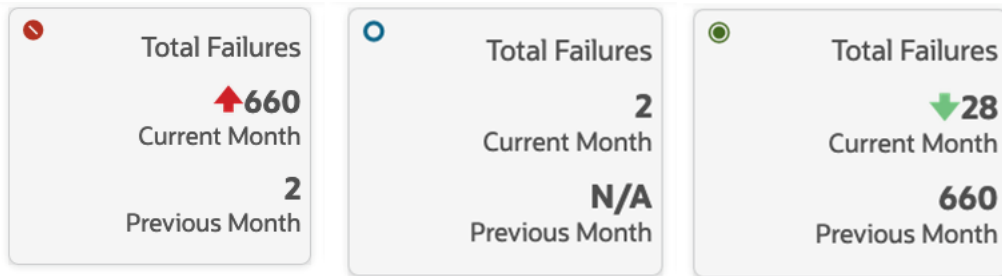 Total Failures
660
Current Month
2
Previous Month
Total Failures
2
Current Month
N/A
Previous Month
Total Failures
28
Current Month
660
Previous Month